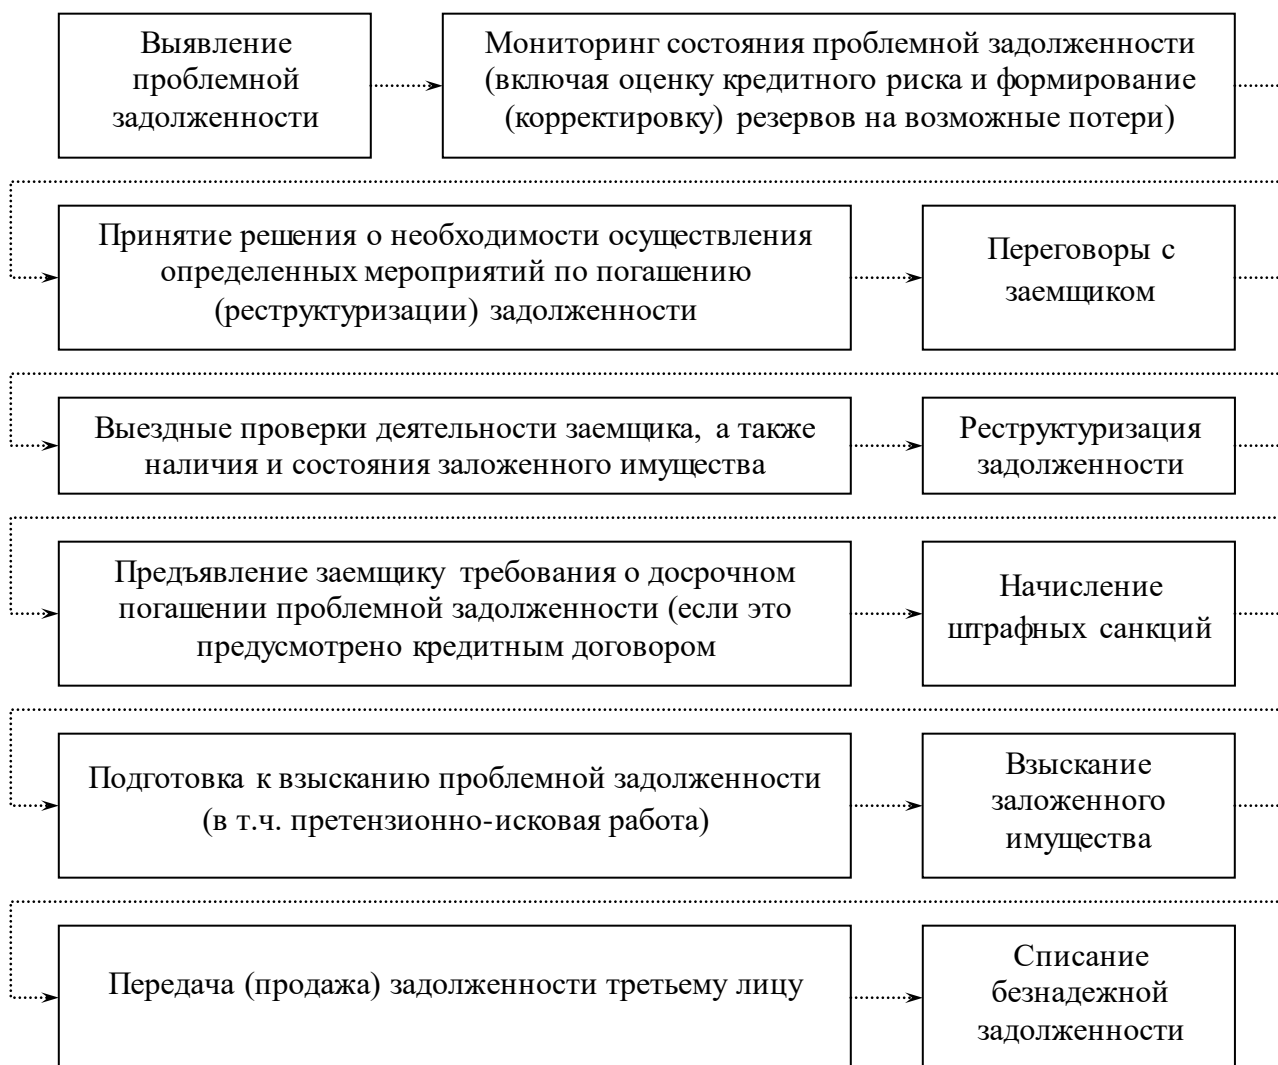 Выявление
проблемной
задолженности
Мониторинг состояния проблемной задолженности
(включая оценку кредитного риска и формирование
(корректировку) резервов на возможные потери)
Принятие решения о необходимости осуществления
определенных мероприятий по погашению
(реструктуризации) задолженности
Переговоры с
заемщиком
Выездные проверки деятельности заемщика, а также
наличия и состояния заложенного имущества
Реструктуризация
задолженности
Предъявление заемщику требования о досрочном
погашении проблемной задолженности (если это
предусмотрено кредитным договором
Начисление
штрафных санкций
Подготовка к взысканию проблемной задолженности
(в т.ч. претензионно-исковая работа)
Взыскание
заложенного
имущества
Передача (продажа) задолженности третьему лицу
Списание
безнадежной
задолженности